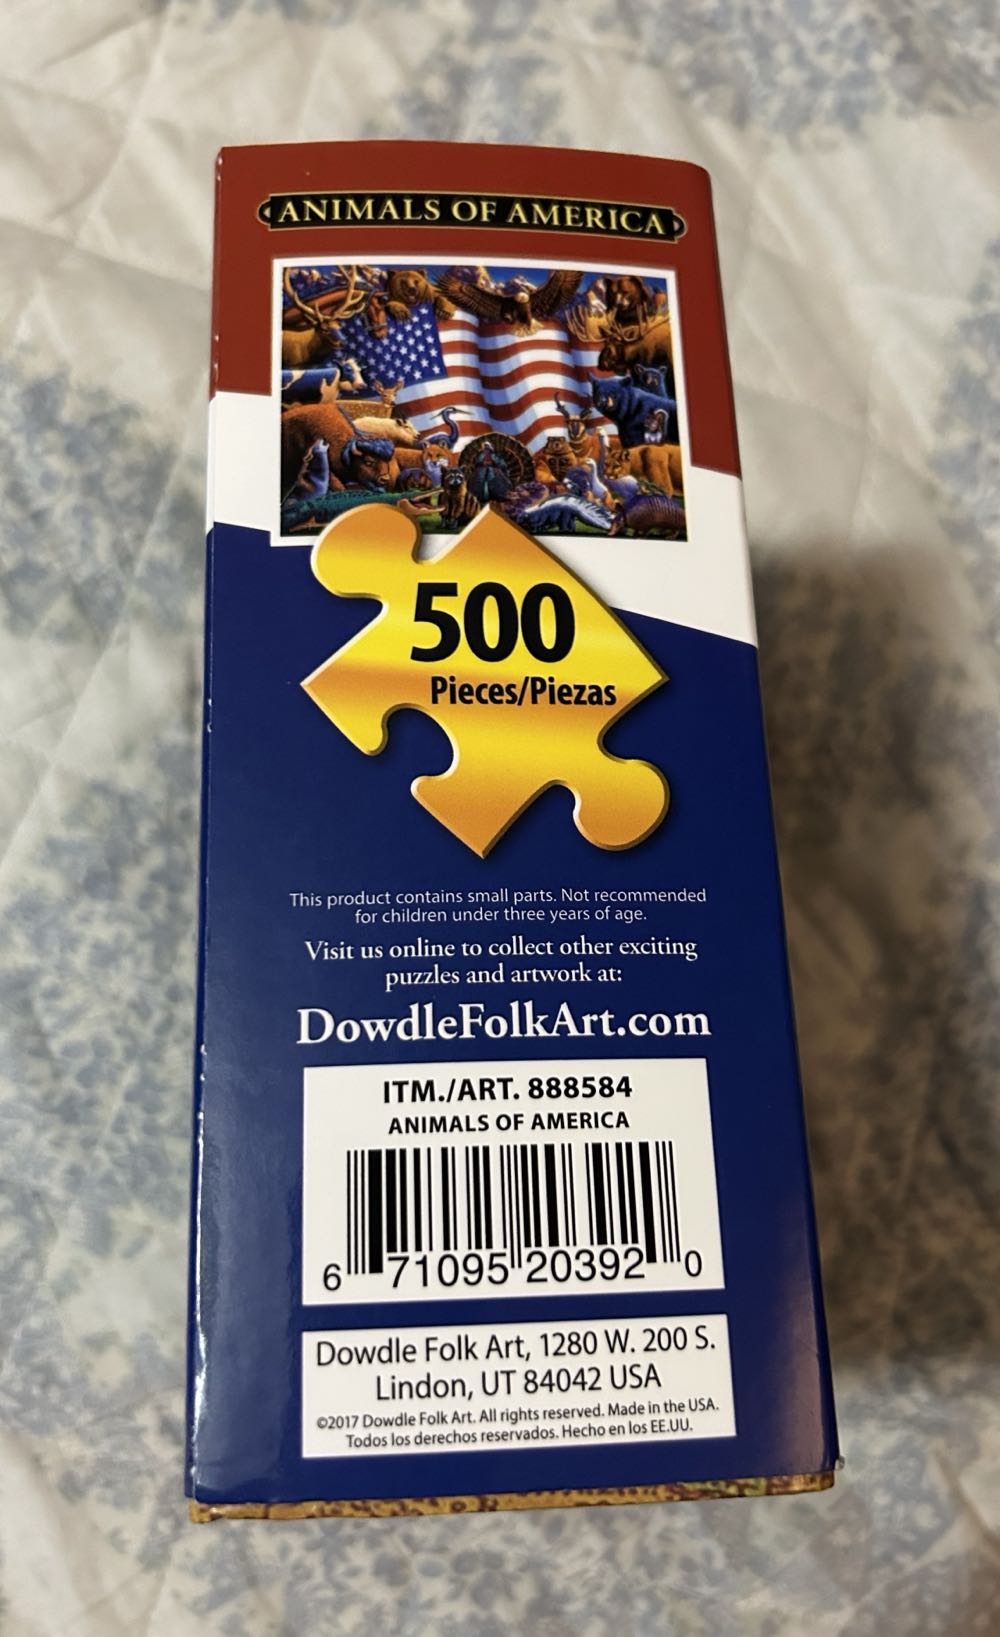 ANIMALS OF AMERICA
500
Pieces/Piezas
This product contains small parts. Not recommended
for children under three years of age.
Visit us online to collect other exciting
puzzles and artwork at:
DowdleFolkArt.com
ITM./ART. 888584
ANIMALS OF AMERICA
6 71095 20392 0
Dowdle Folk Art, 1280 W. 200 S.
Lindon, UT 84042 USA
©2017 Dowdle Folk Art. All rights reserved. Made in the USA.
Todos los derechos reservados. Hecho en los EE.UU.